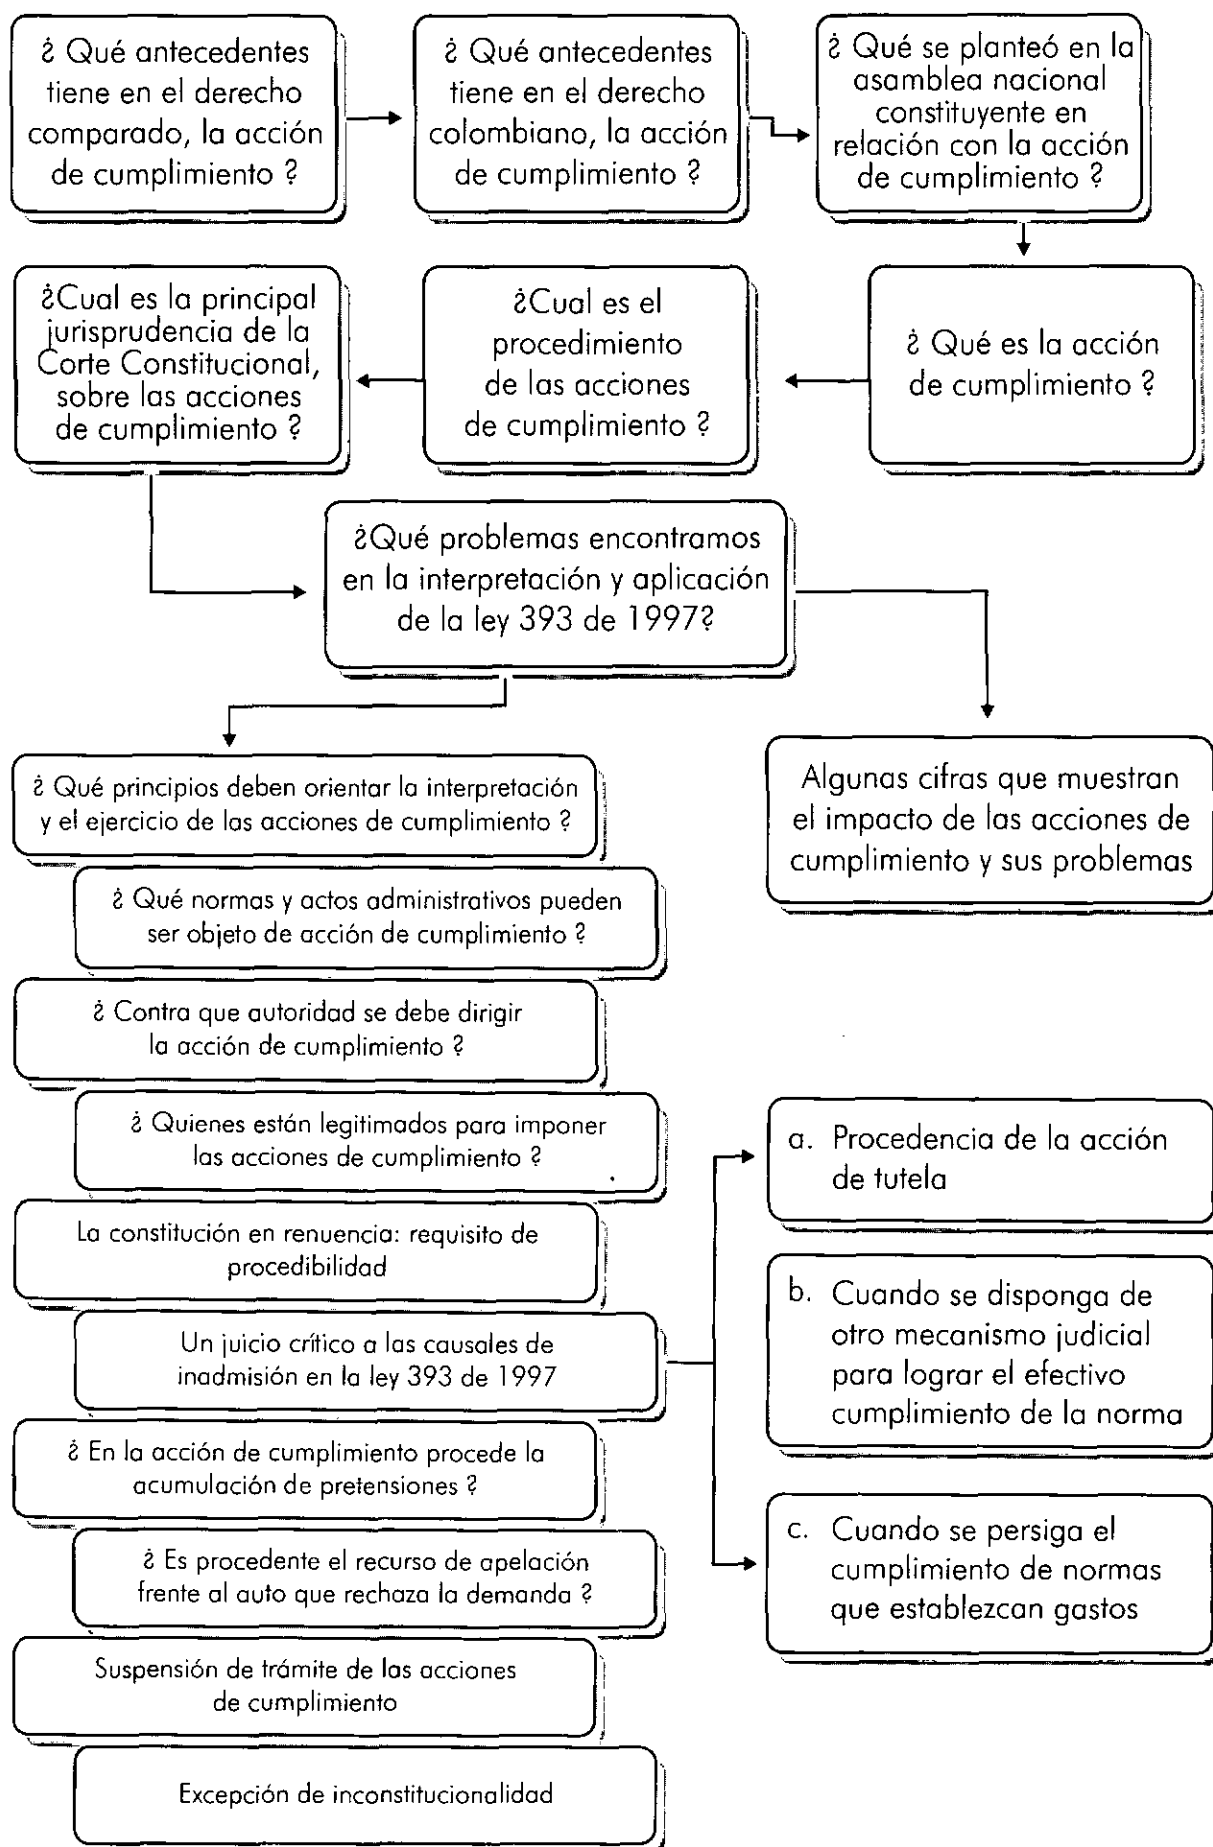 ¿ Qué antecedentes
tiene en el derecho
comparado, la acción
de cumplimiento ?
¿ Qué antecedentes
tiene en el derecho
colombiano, la acción
de cumplimiento ?
¿ Qué se planteó en la
asamblea nacional
constituyente en
relación con la acción
de cumplimiento ?
¿ Qué es la acción
de cumplimiento ?
¿Cual es el
procedimiento
de las acciones
de cumplimiento ?
¿Cual es la principal
jurisprudencia de la
Corte Constitucional,
sobre las acciones
de cumplimiento ?
¿Qué problemas encontramos
en la interpretación y aplicación
de la ley 393 de 1997?
¿ Qué principios deben orientar la interpretación
y el ejercicio de las acciones de cumplimiento ?
¿ Qué normas y actos administrativos pueden
ser objeto de acción de cumplimiento ?
¿ Contra que autoridad se debe dirigir
la acción de cumplimiento ?
¿ Quienes están legitimados para imponer
las acciones de cumplimiento ?
La constitución en renuencia: requisito de
procedibilidad
Un juicio crítico a las causales de
inadmisión en la ley 393 de 1997
¿ En la acción de cumplimiento procede la
acumulación de pretensiones ?
¿ Es procedente el recurso de apelación
frente al auto que rechaza la demanda ?
Suspensión de trámite de las acciones
de cumplimiento
Excepción de inconstitucionalidad
Algunas cifras que muestran
el impacto de las acciones de
cumplimiento y sus problemas
a. Procedencia de la acción
de tutela
b. Cuando se disponga de
otro mecanismo judicial
para lograr el efectivo
cumplimiento de la norma
c. Cuando se persiga el
cumplimiento de normas
que establezcan gastos